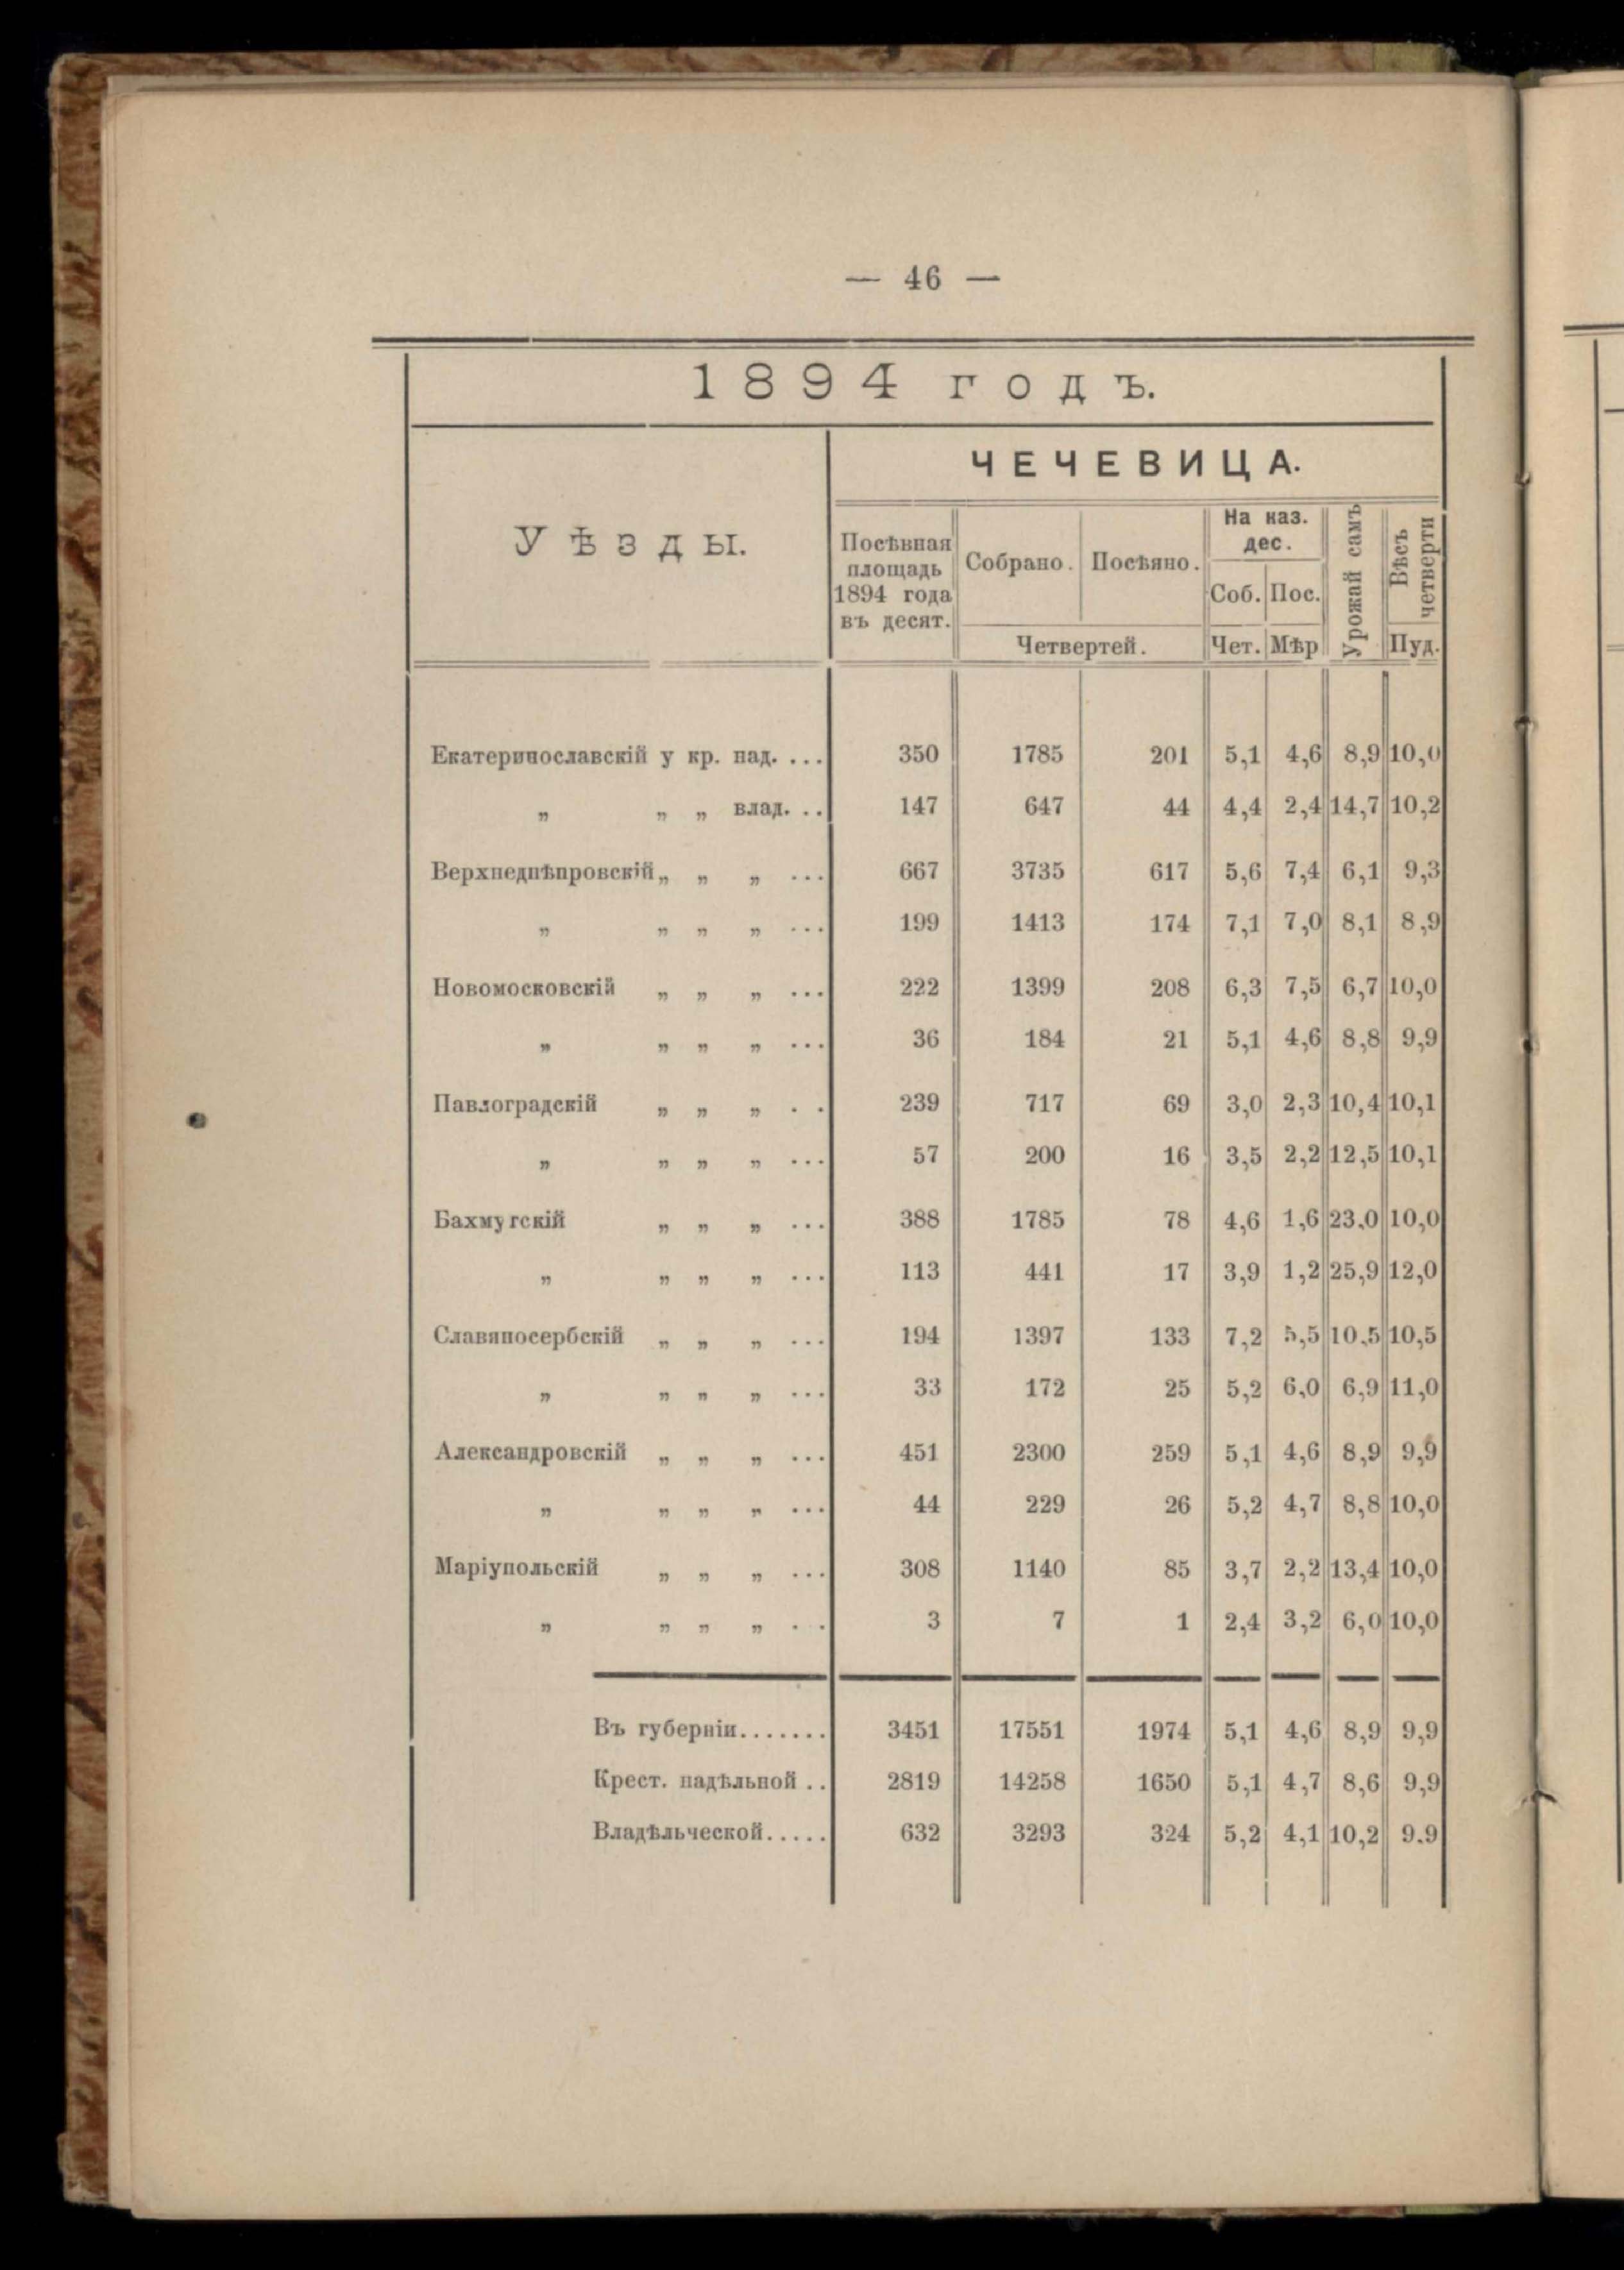 — 46 —
1894 годъ.
Уѣзды.
ЧЕЧЕВИЦА.
Посѣвная площадь 1894 года въ десят.
Собрано.
Посѣяно.
Четвертей.
На каз. дес.
Соб. Пос.
Чет. Мѣр
Урожай самъ
Вѣсъ четверти
Пуд.
Екатеринославскій у кр. над. ... 350 1785 201 5,1 4,6 8,9 10,0
„ „ „ влад. .. 147 647 44 4,4 2,4 14,7 10,2
Верхнеднѣпровскій „ „ „ ... 667 3735 617 5,6 7,4 6,1 9,3
„ „ „ „ ... 199 1413 174 7,1 7,0 8,1 8,9
Новомосковскій „ „ „ ... 222 1399 208 6,3 7,5 6,7 10,0
„ „ „ „ ... 36 184 21 5,1 4,6 8,8 9,9
Павлоградскій „ „ „ . . 239 717 69 3,0 2,3 10,4 10,1
„ „ „ „ ... 57 200 16 3,5 2,2 12,5 10,1
Бахмутскій „ „ „ ... 388 1785 78 4,6 1,6 23,0 10,0
„ „ „ „ ... 113 441 17 3,9 1,2 25,9 12,0
Славяносербскій „ „ „ ... 194 1397 133 7,2 5,5 10,5 10,5
„ „ „ „ ... 33 172 25 5,2 6,0 6,9 11,0
Александровскій „ „ „ ... 451 2300 259 5,1 4,6 8,9 9,9
„ „ „ „ ... 44 229 26 5,2 4,7 8,8 10,0
Маріупольскій „ „ „ ... 308 1140 85 3,7 2,2 13,4 10,0
„ „ „ „ . . 3 7 1 2,4 3,2 6,0 10,0
Въ губерніи....... 3451 17551 1974 5,1 4,6 8,9 9,9
Крест. надѣльной .. 2819 14258 1650 5,1 4,7 8,6 9,9
Владѣльческой..... 632 3293 324 5,2 4,1 10,2 9.9